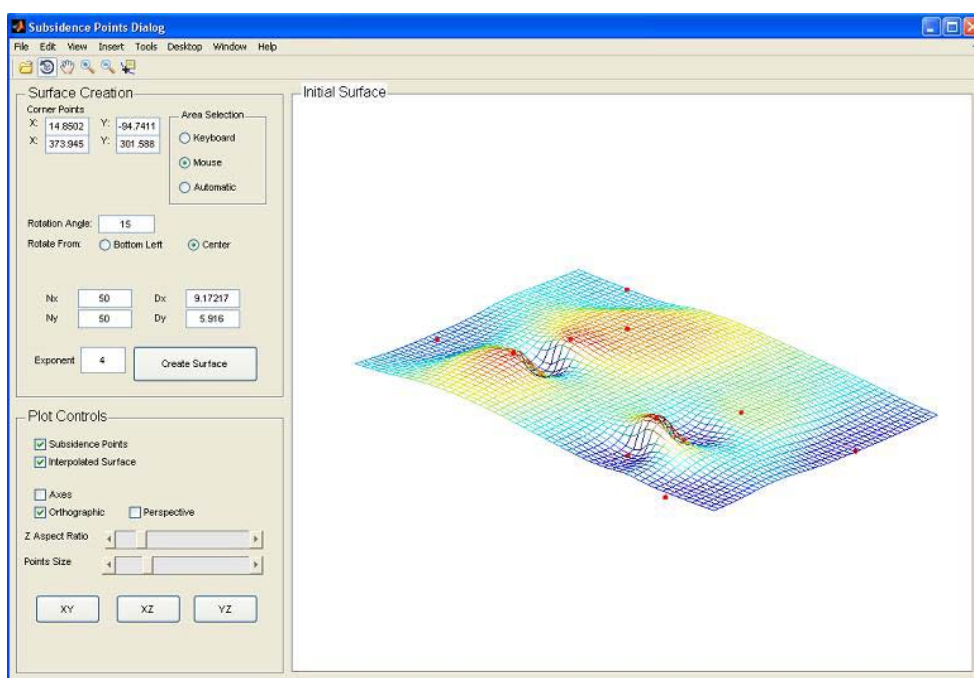 Subsidence Points Dialog
File Edit View Insert Tools Desktop Window Help
Surface Creation
Corner Points
X: 14.8502 Y: -94.7411
X: 373.945 Y: 301.588
Area Selection
Keyboard
Mouse
Automatic
Rotation Angle: 15
Rotate From: Bottom Left Center
Nx 50 Dx 9.17217
Ny 50 Dy 5.916
Exponent 4 Create Surface
Plot Controls
Subsidence Points
Interpolated Surface
Axes
Orthographic Perspective
Z Aspect Ratio
Points Size
XY XZ YZ
Initial Surface